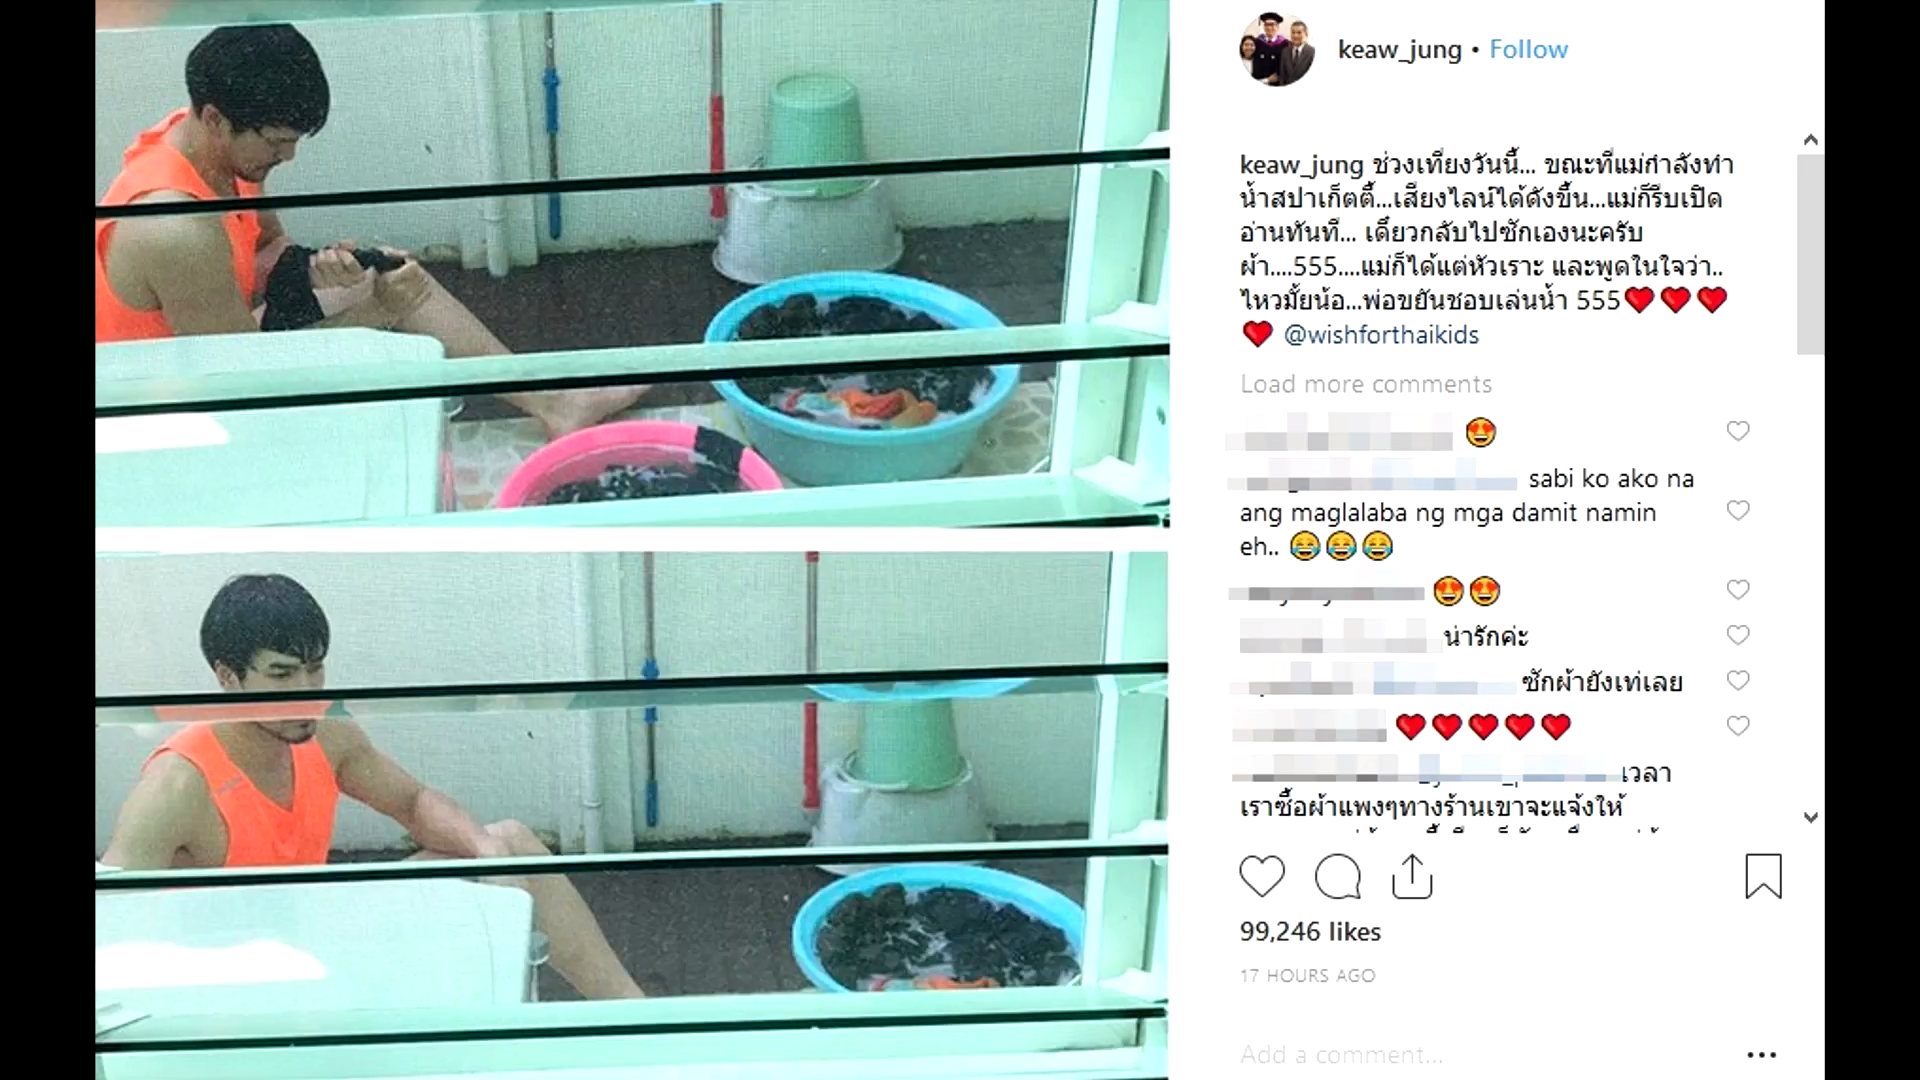 keaw_jung • Follow
keaw_jung ช่วงเที่ยงวันนี้... ขณะที่แม่กำลังทำ
น้ำสปาเก็ตตี้...เสียงไลน์ได้ดังขึ้น...แม่ก็รีบเปิด
อ่านทันที... เดี๋ยวกลับไปซักเองนะครับ
ผ้า....555....แม่ก็ได้แต่หัวเราะ และพูดในใจว่า..
ไหวมั้ยน้อ...พ่อขยันชอบเล่นน้ำ 555❤️❤️❤️
❤️ @wishforthaikids
Load more comments
😍
sabi ko ako na
ang maglalaba ng mga damit namin
eh.. 😂😂😂
😍😍
น่ารักค่ะ
ซักผ้ายังเท่เลย
❤️❤️❤️❤️❤️
เวลา
เราซื้อผ้าแพงๆทางร้านเขาจะแจ้งให้
99,246 likes
17 HOURS AGO
Add a comment...